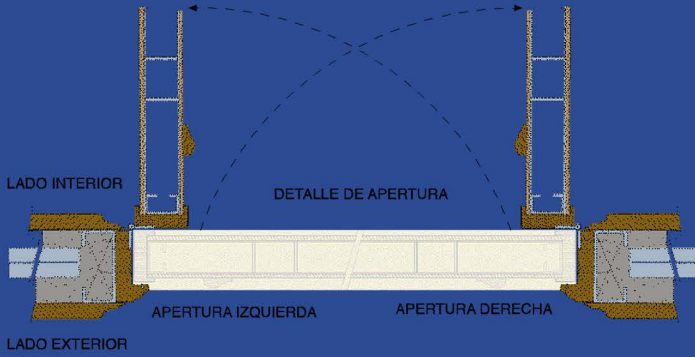 LADO INTERIOR
DETALLE DE APERTURA
APERTURA IZQUIERDA
APERTURA DERECHA
LADO EXTERIOR